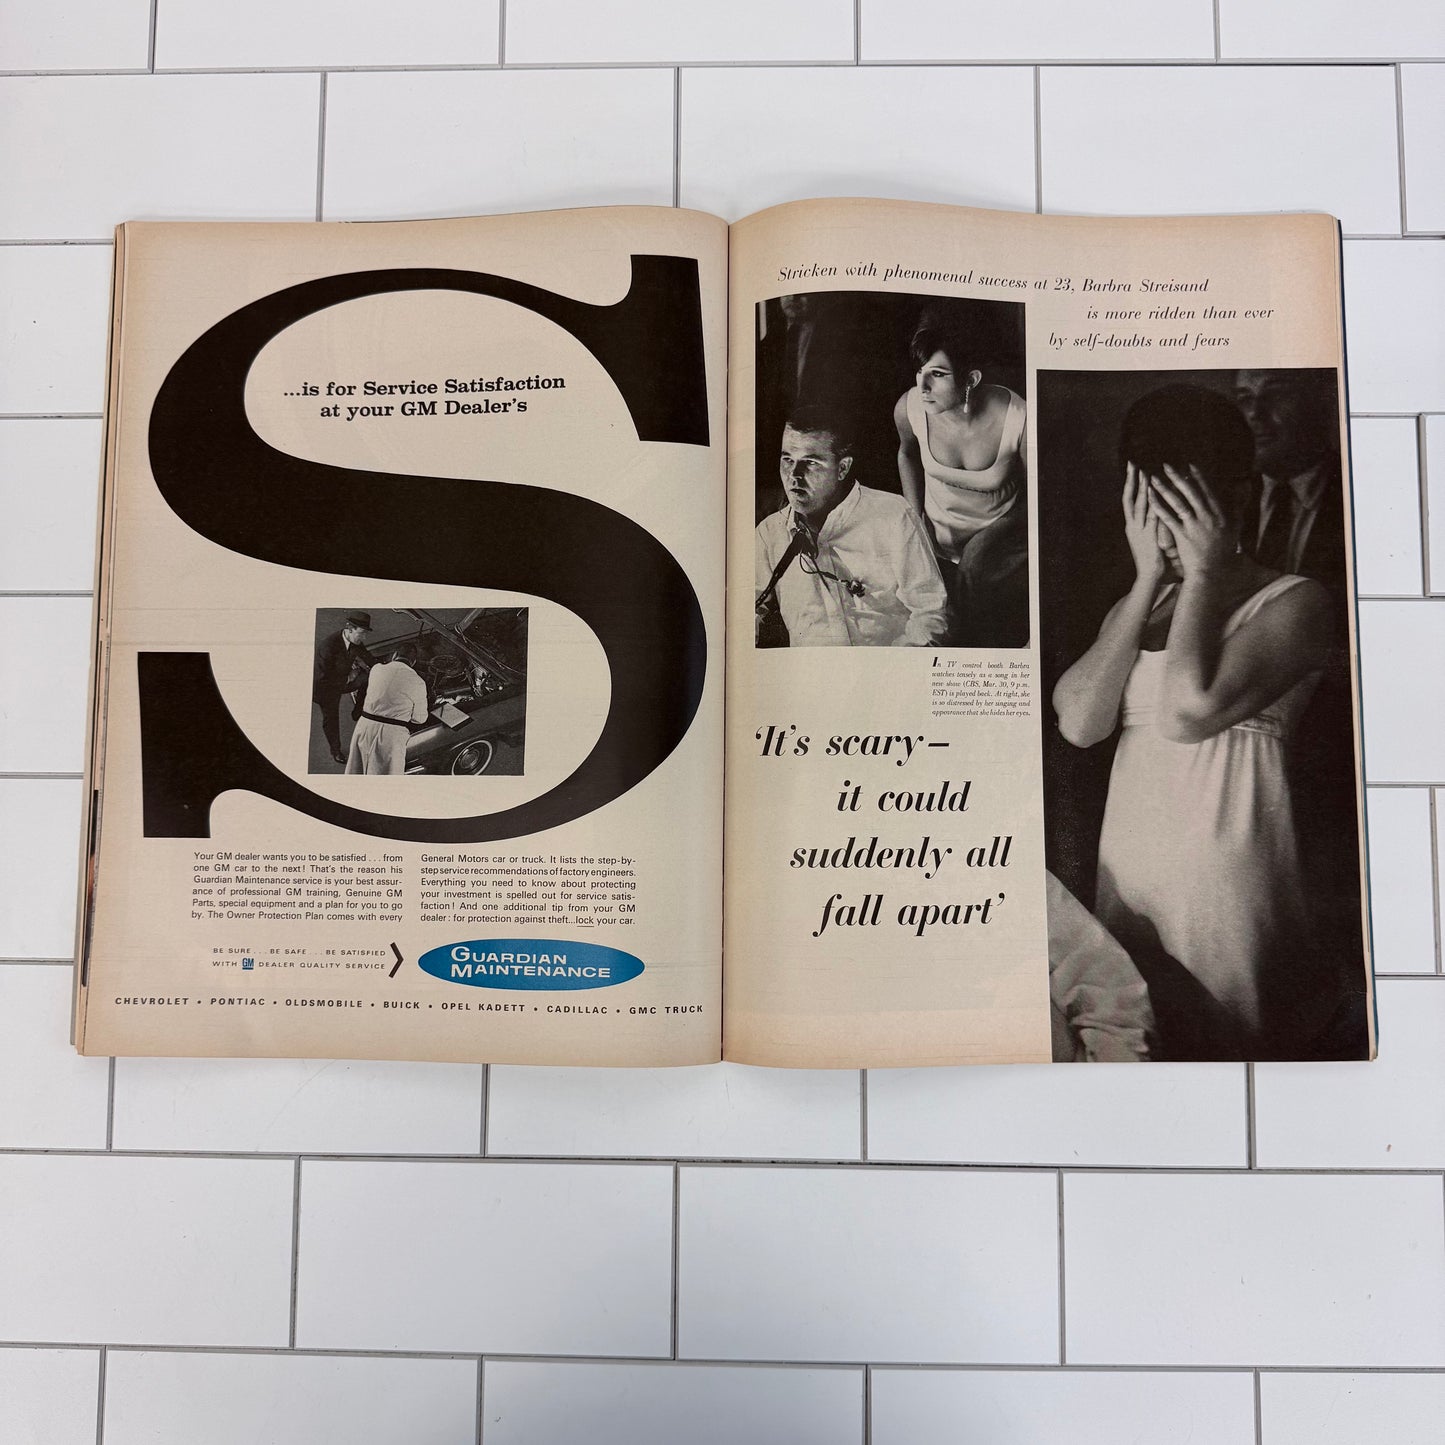 S
...is for Service Satisfaction
at your GM Dealer's
Your GM dealer wants you to be satisfied . . . from
one GM car to the next! That's the reason his
Guardian Maintenance service is your best assur-
ance of professional GM training, Genuine GM
Parts, special equipment and a plan for you to go
by. The Owner Protection Plan comes with every
General Motors car or truck. It lists the step-by-
step service recommendations of factory engineers.
Everything you need to know about protecting
your investment is spelled out for service satis-
faction! And one additional tip from your GM
dealer: for protection against theft...lock your car.
BE SURE . . . BE SAFE . . . BE SATISFIED
WITH GM DEALER QUALITY SERVICE
GUARDIAN
MAINTENANCE
CHEVROLET • PONTIAC • OLDSMOBILE • BUICK • OPEL KADETT • CADILLAC • GMC TRUCK
Stricken with phenomenal success at 23, Barbra Streisand
is more ridden than ever
by self-doubts and fears
In TV control booth Barbra
watches tensely as a song in her
new show (CBS, Mar. 30, 9 p.m.
EST) is played back. At right, she
is so distressed by her singing and
appearance that she hides her eyes.
'It's scary–
it could
suddenly all
fall apart'